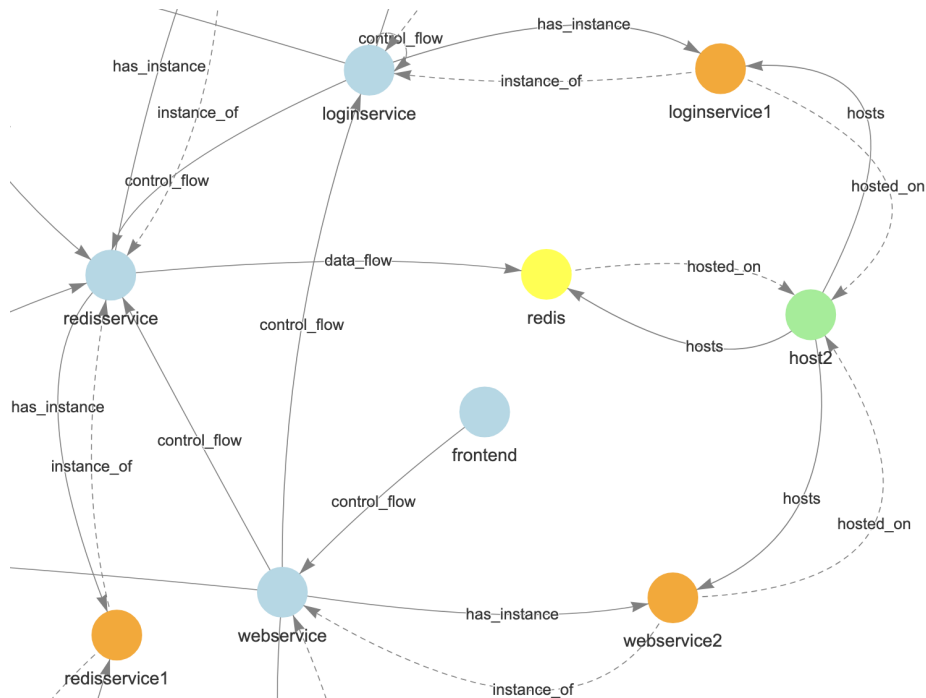 has_instance
control_flow
has_instance
instance_of
instance_of
loginservice
loginservice1
hosts
control_flow
hosted_on
data_flow
hosted_on
redisservice
redis
control_flow
hosts
host2
has_instance
control_flow
frontend
instance_of
control_flow
hosts
hosted_on
has_instance
webservice
webservice2
redisservice1
instance_of